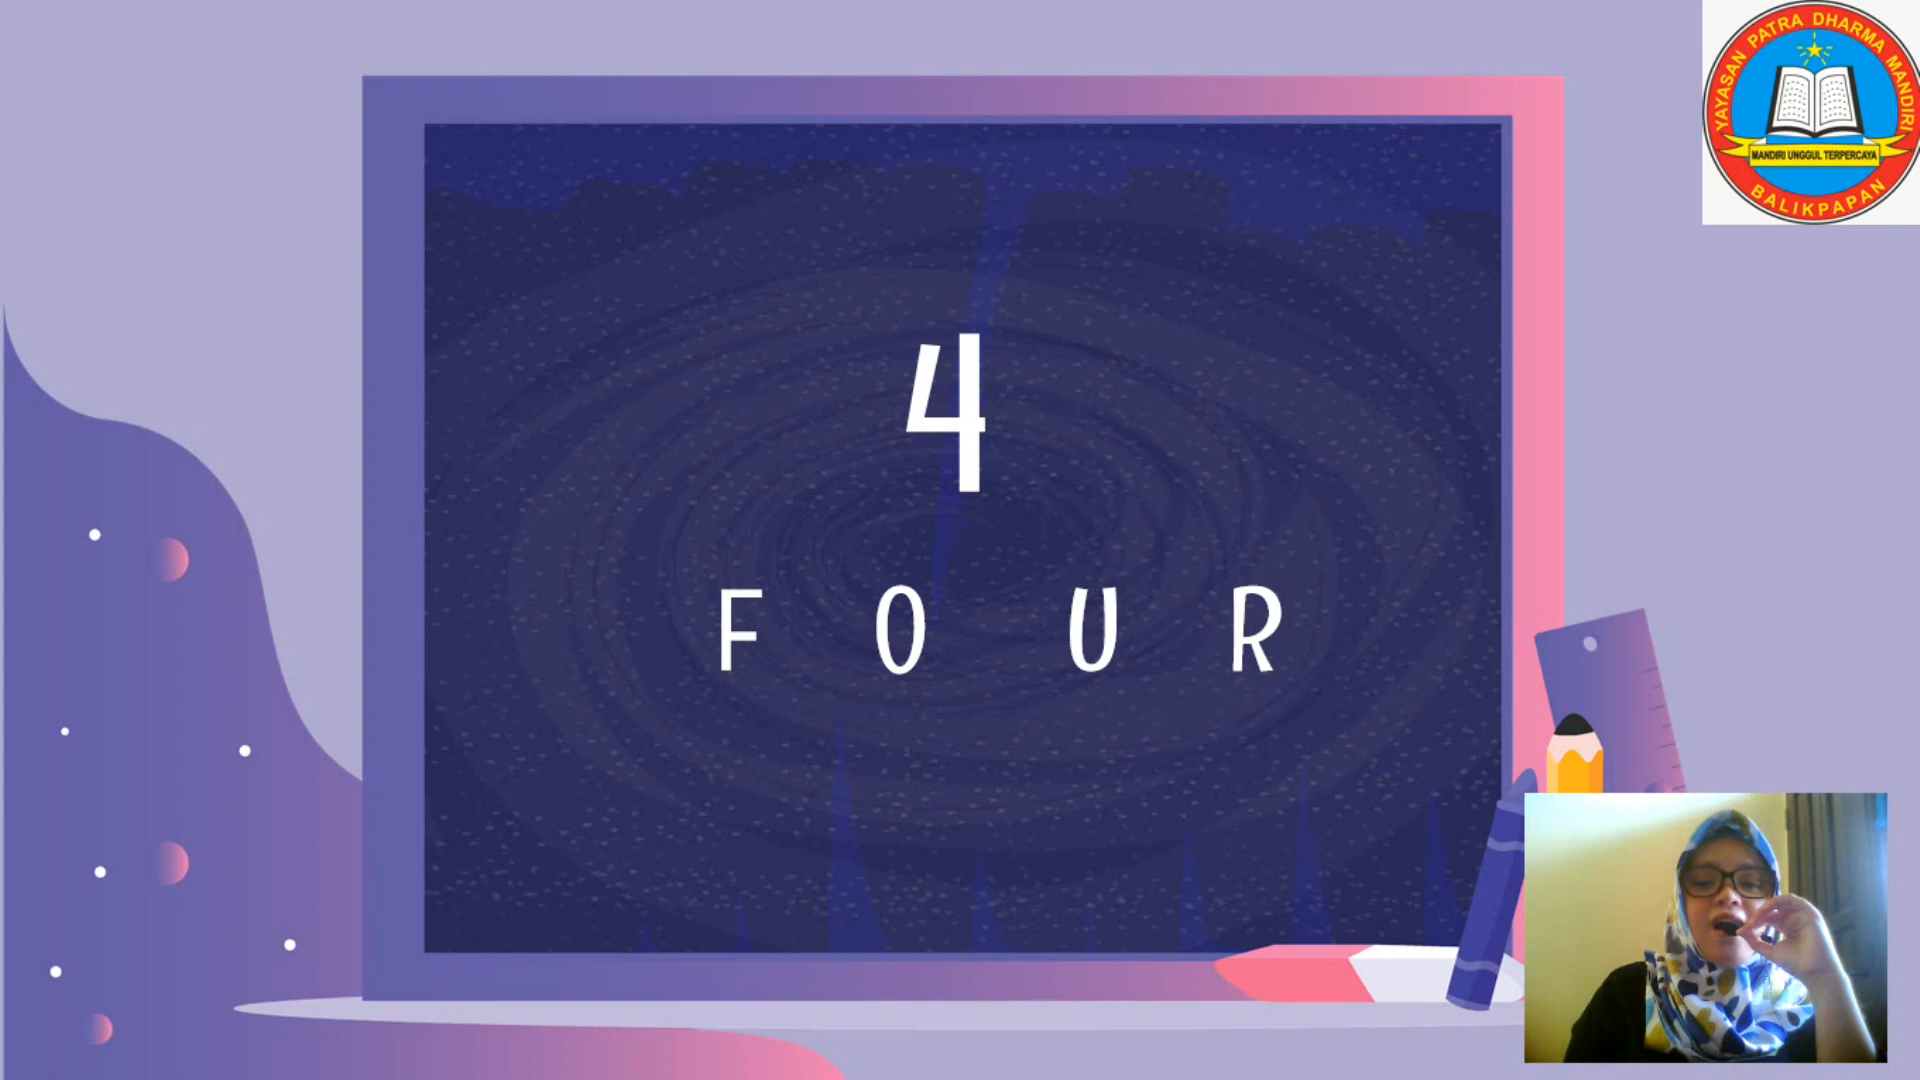 YAYASAN PATRA DHARMA MANDIRI
MANDIRI UNGGUL TERPERCAYA
BALIKPAPAN
4
F O U R